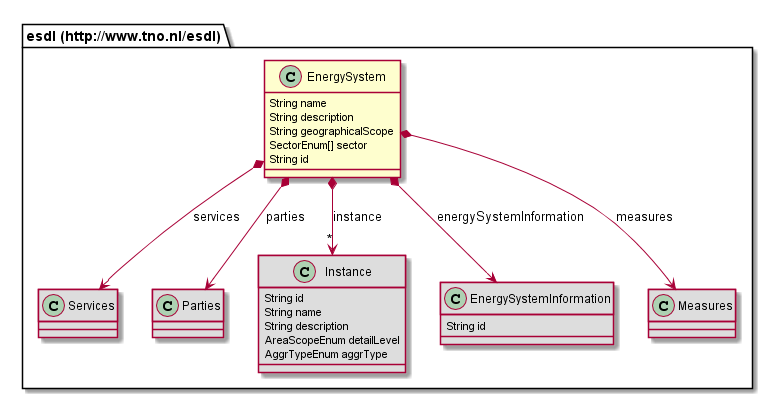 esdl (http://www.tno.nl/esdl)
C EnergySystem
String name
String description
String geographicalScope
SectorEnum[] sector
String id
services
parties
instance
energySystemInformation
measures
*
C Services
C Parties
C Instance
String id
String name
String description
AreaScopeEnum detailLevel
AggrTypeEnum aggrType
C EnergySystemInformation
String id
C Measures